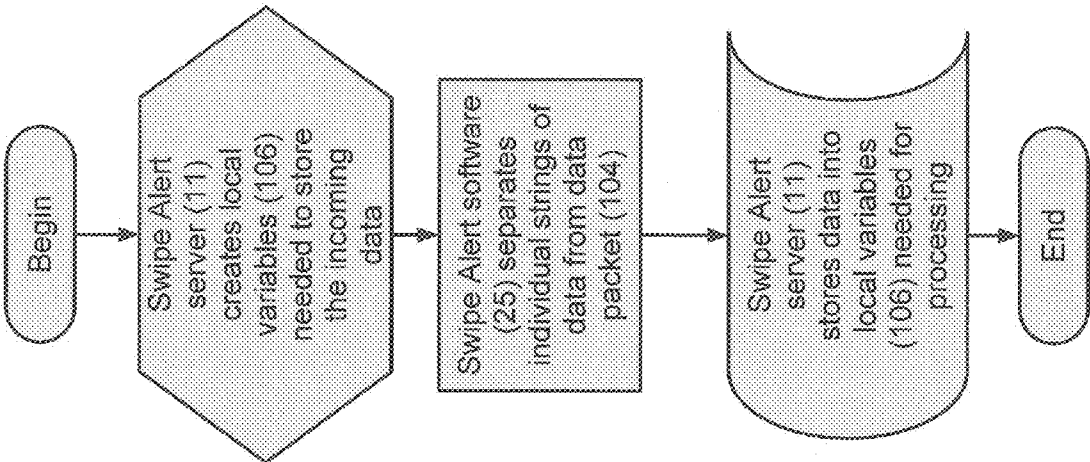 Begin
Swipe Alert
server (11)
creates local
variables (106)
needed to store
the incoming
data
Swipe Alert software
(25) separates
individual strings of
data from data
packet (104)
Swipe Alert
server (11)
stores data into
local variables
(106) needed for
processing
End